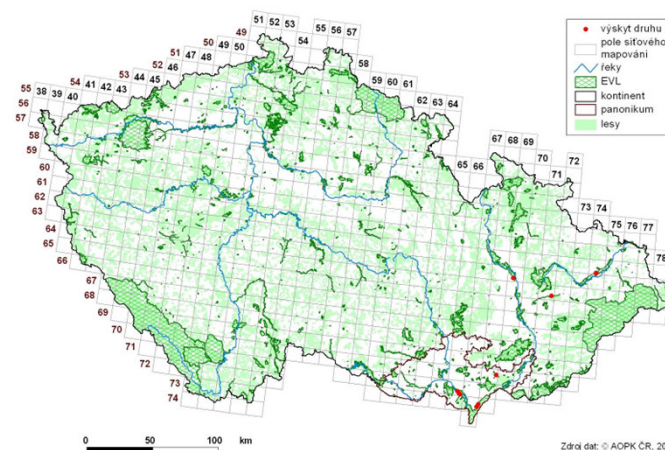 51 52 53
55 56 57
50 54
49
51 50
52 49 58
53 47 48
54 46 59 60 61
55 41 42 43 44 45 62 63 64
38 39 40
56
57
58
59
60
61
62
63
64
65
66
67
68
69
70
71
72
73
74
65 66
67 68 69
70 72
71
73 74
75 76 77
78
výskyt druhu
pole síťového
mapování
řeky
EVL
kontinent
panonikum
lesy
0 50 100 km
Zdroj dat: © AOPK ČR, 20